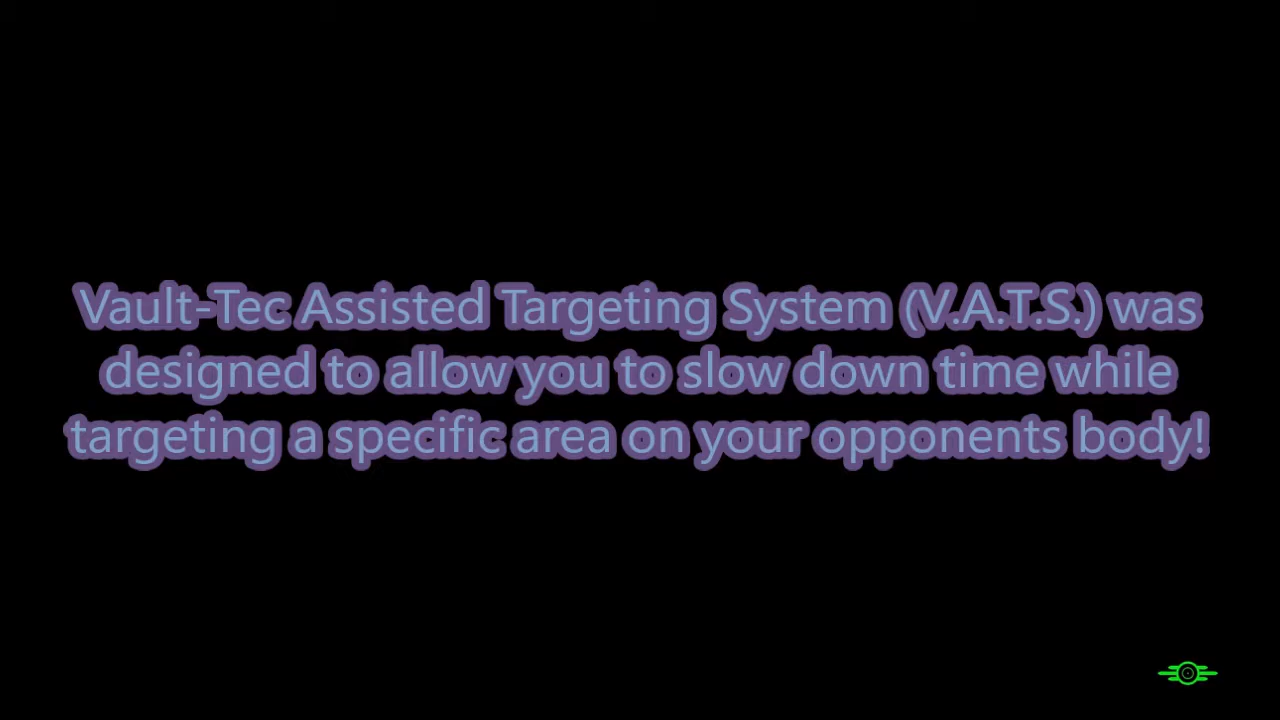 Vault-Tec Assisted Targeting System (V.A.T.S.) was
designed to allow you to slow down time while
targeting a specific area on your opponents body!